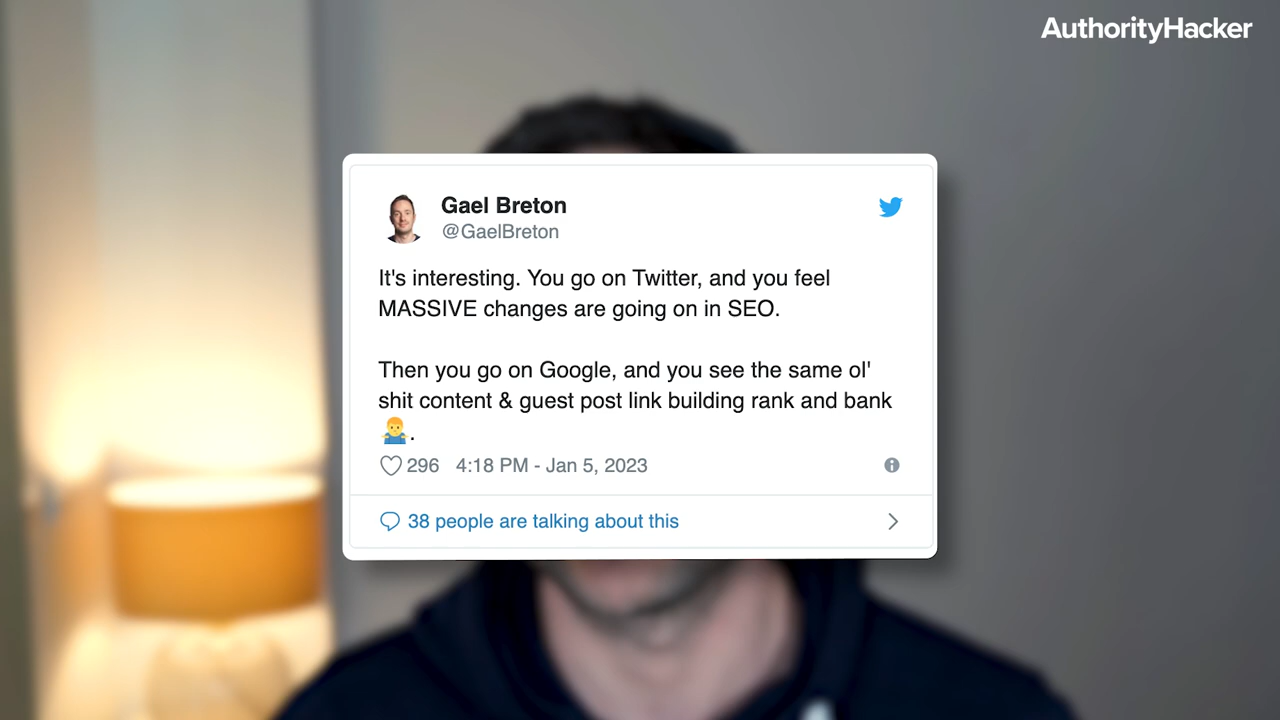 AuthorityHacker
Gael Breton
@GaelBreton
It's interesting. You go on Twitter, and you feel
MASSIVE changes are going on in SEO.
Then you go on Google, and you see the same ol'
shit content & guest post link building rank and bank
🤷‍♂️.
296 4:18 PM - Jan 5, 2023
38 people are talking about this